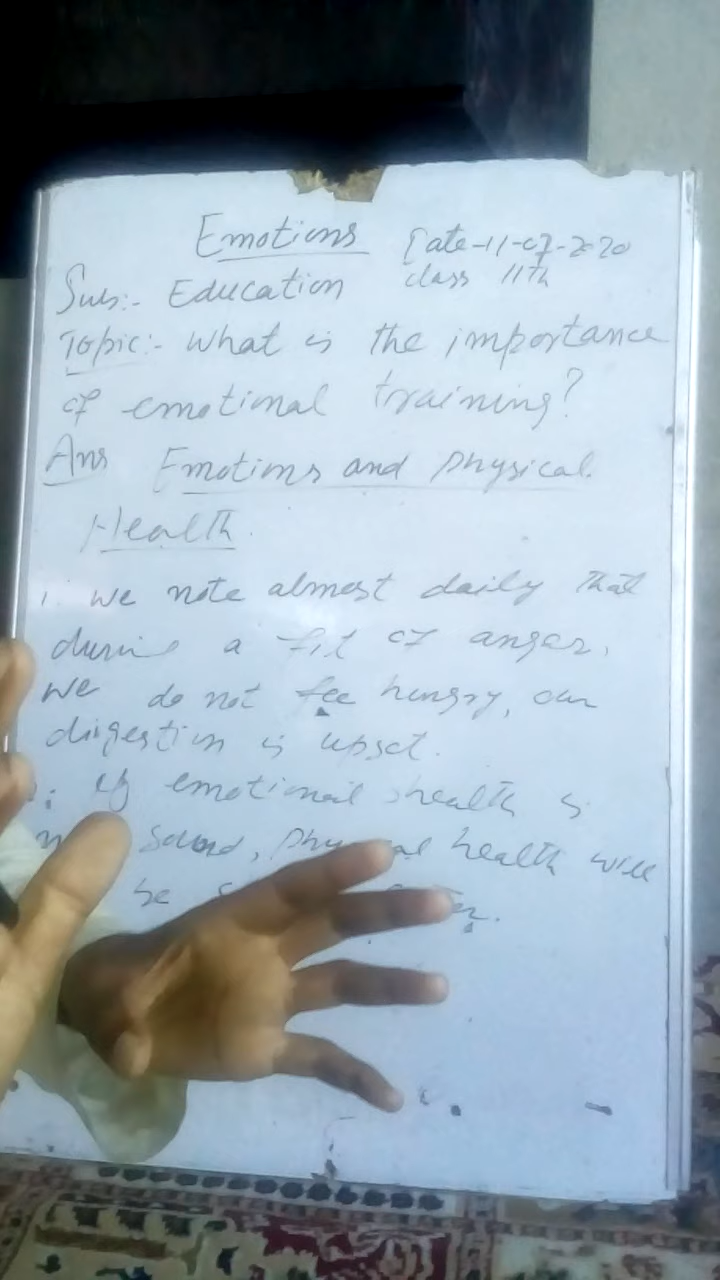 Emotions Date-11-07-2020
Sub:- Education class 11th
Topic:- What is the importance
of emotional training?
Ans Emotions and Physical
Health.
1. We note almost daily that
during a fit of anger,
we do not fee hungry, our
digestion is upset.
: If emotional health is
sound, physical health will
be